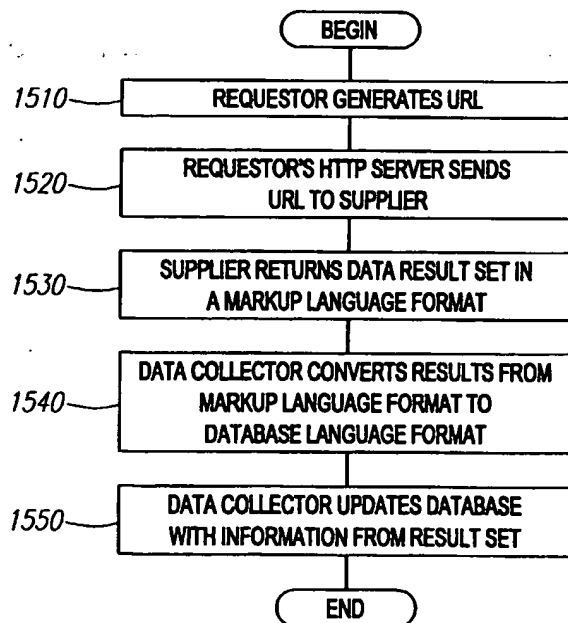 BEGIN
1510
REQUESTOR GENERATES URL
1520
REQUESTOR'S HTTP SERVER SENDS
URL TO SUPPLIER
1530
SUPPLIER RETURNS DATA RESULT SET IN
A MARKUP LANGUAGE FORMAT
1540
DATA COLLECTOR CONVERTS RESULTS FROM
MARKUP LANGUAGE FORMAT TO
DATABASE LANGUAGE FORMAT
1550
DATA COLLECTOR UPDATES DATABASE
WITH INFORMATION FROM RESULT SET
END